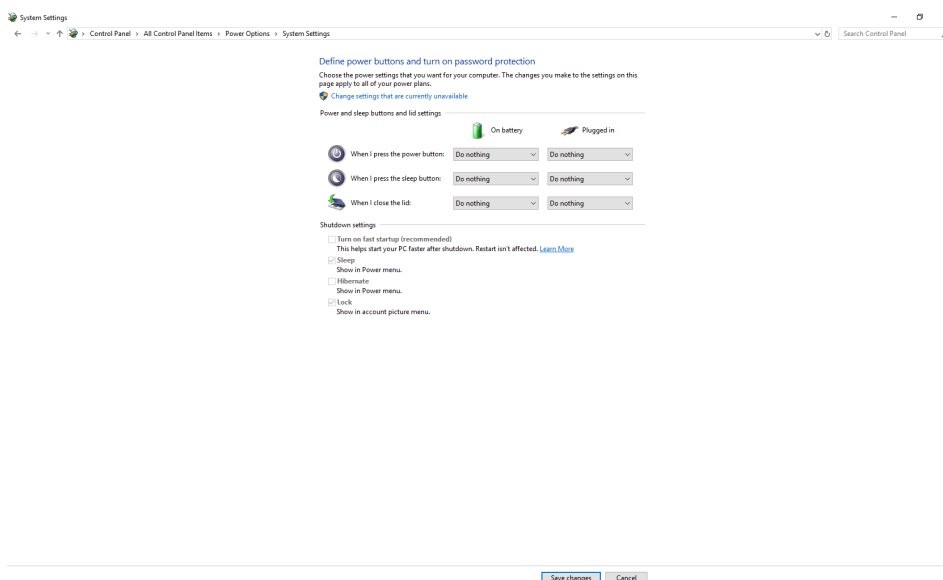 System Settings
Control Panel › All Control Panel Items › Power Options › System Settings
Search Control Panel
Define power buttons and turn on password protection
Choose the power settings that you want for your computer. The changes you make to the settings on this
page apply to all of your power plans.
Change settings that are currently unavailable
Power and sleep buttons and lid settings
On battery Plugged in
When I press the power button: Do nothing Do nothing
When I press the sleep button: Do nothing Do nothing
When I close the lid: Do nothing Do nothing
Shutdown settings
Turn on fast startup (recommended)
This helps start your PC faster after shutdown. Restart isn't affected. Learn More
Sleep
Show in Power menu.
Hibernate
Show in Power menu.
Lock
Show in account picture menu.
Save changes Cancel